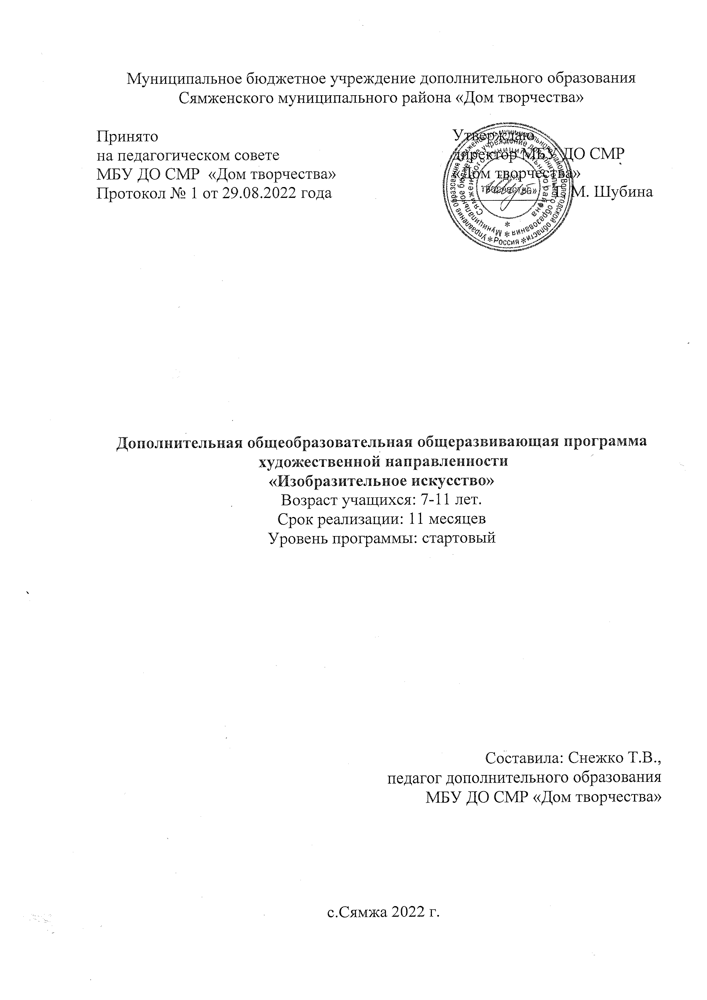 Муниципальное бюджетное учреждение дополнительного образования
Сямженского муниципального района «Дом творчества»
Принято
на педагогическом совете
МБУ ДО СМР «Дом творчества»
Протокол № 1 от 29.08.2022 года
Утверждаю
директор МБУ ДО СМР
«Дом творчества»
М. Шубина
* Россия *
Дополнительная общеобразовательная общеразвивающая программа
художественной направленности
«Изобразительное искусство»
Возраст учащихся: 7-11 лет.
Срок реализации: 11 месяцев
Уровень программы: стартовый
Составила: Снежко Т.В.,
педагог дополнительного образования
МБУ ДО СМР «Дом творчества»
с.Сямжа 2022 г.